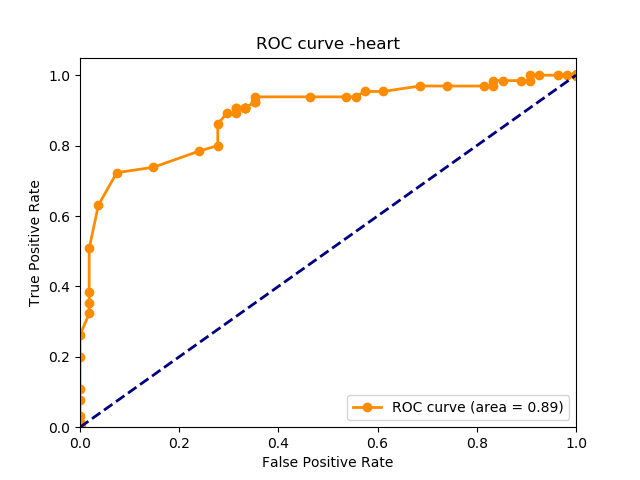 ROC curve -heart
True Positive Rate
1.0
0.8
0.6
0.4
0.2
0.0
ROC curve (area = 0.89)
0.0 0.2 0.4 0.6 0.8 1.0
False Positive Rate